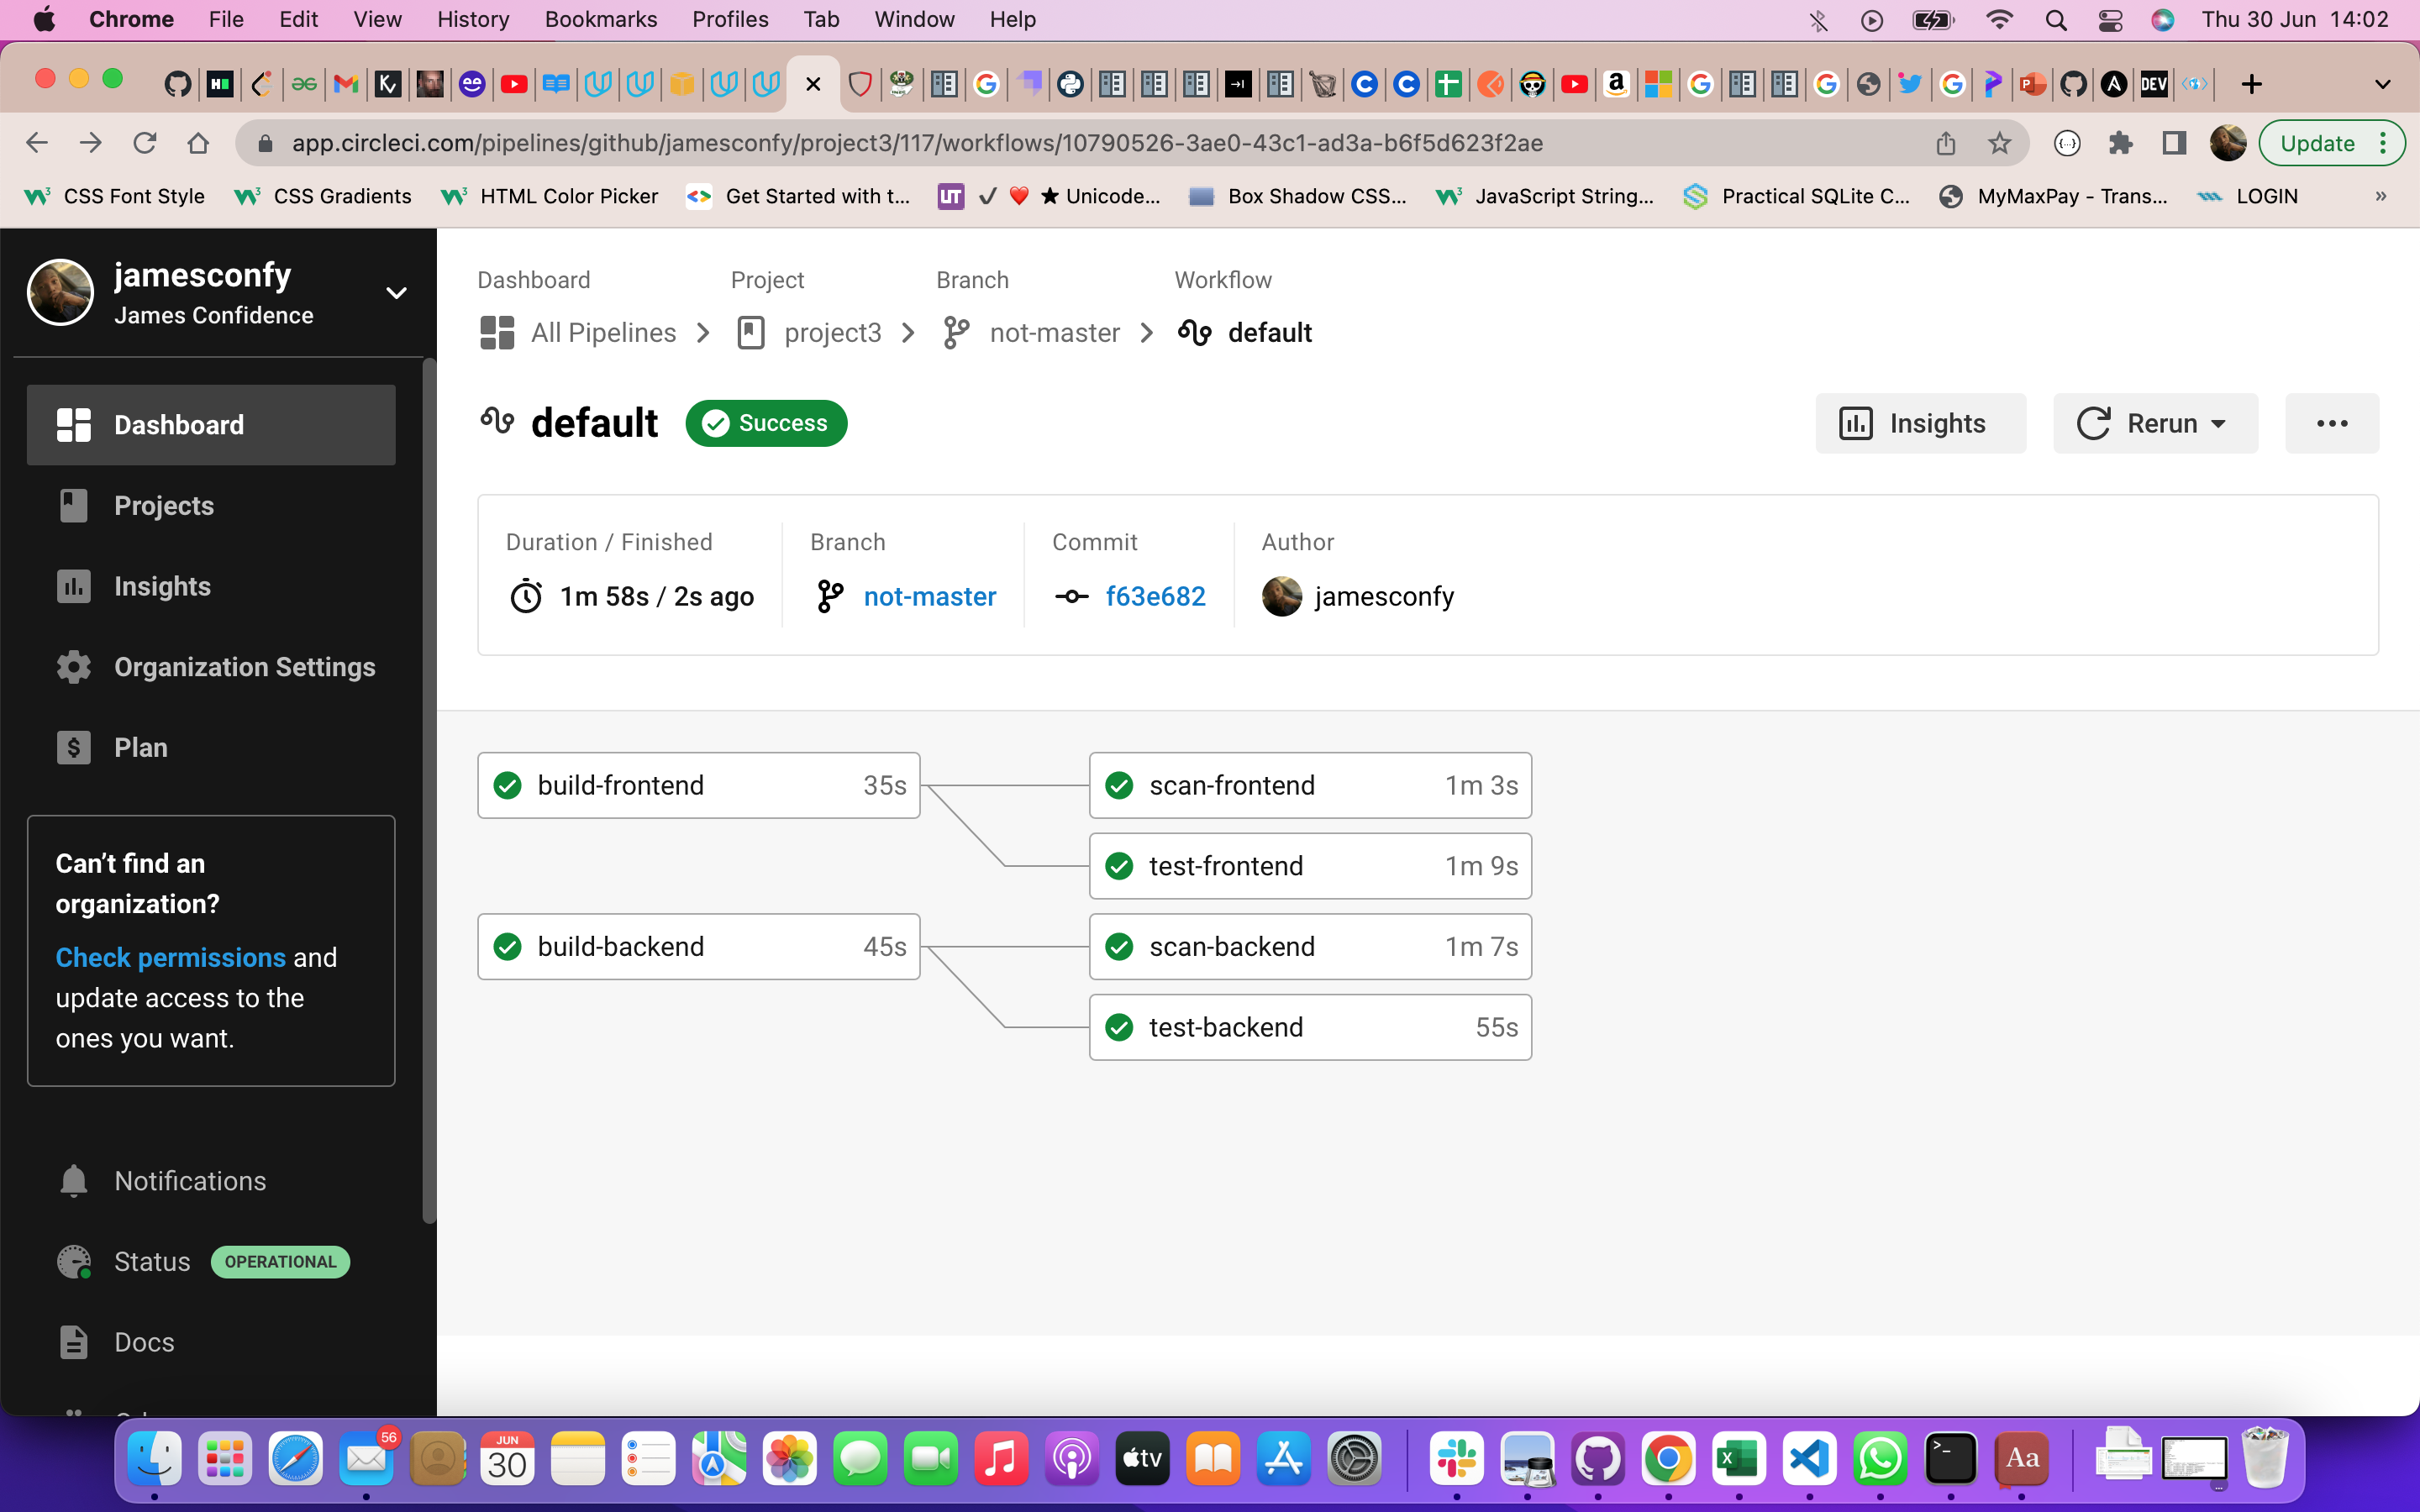 Chrome File Edit View History Bookmarks Profiles Tab Window Help Thu 30 Jun 14:02
app.circleci.com/pipelines/github/jamesconfy/project3/117/workflows/10790526-3ae0-43c1-ad3a-b6f5d623f2ae
Update
CSS Font Style CSS Gradients HTML Color Picker Get Started with t... ✓ ❤️ ★ Unicode... Box Shadow CSS... JavaScript String... Practical SQLite C... MyMaxPay - Trans... LOGIN »
jamesconfy
James Confidence
Dashboard
Projects
Insights
Organization Settings
Plan
Can't find an
organization?
Check permissions and
update access to the
ones you want.
Notifications
Status OPERATIONAL
Docs
Dashboard Project Branch Workflow
All Pipelines project3 not-master default
default Success
Insights Rerun
Duration / Finished Branch Commit Author
1m 58s / 2s ago not-master f63e682 jamesconfy
build-frontend 35s scan-frontend 1m 3s
test-frontend 1m 9s
build-backend 45s scan-backend 1m 7s
test-backend 55s
56
JUN
30
tv
Aa